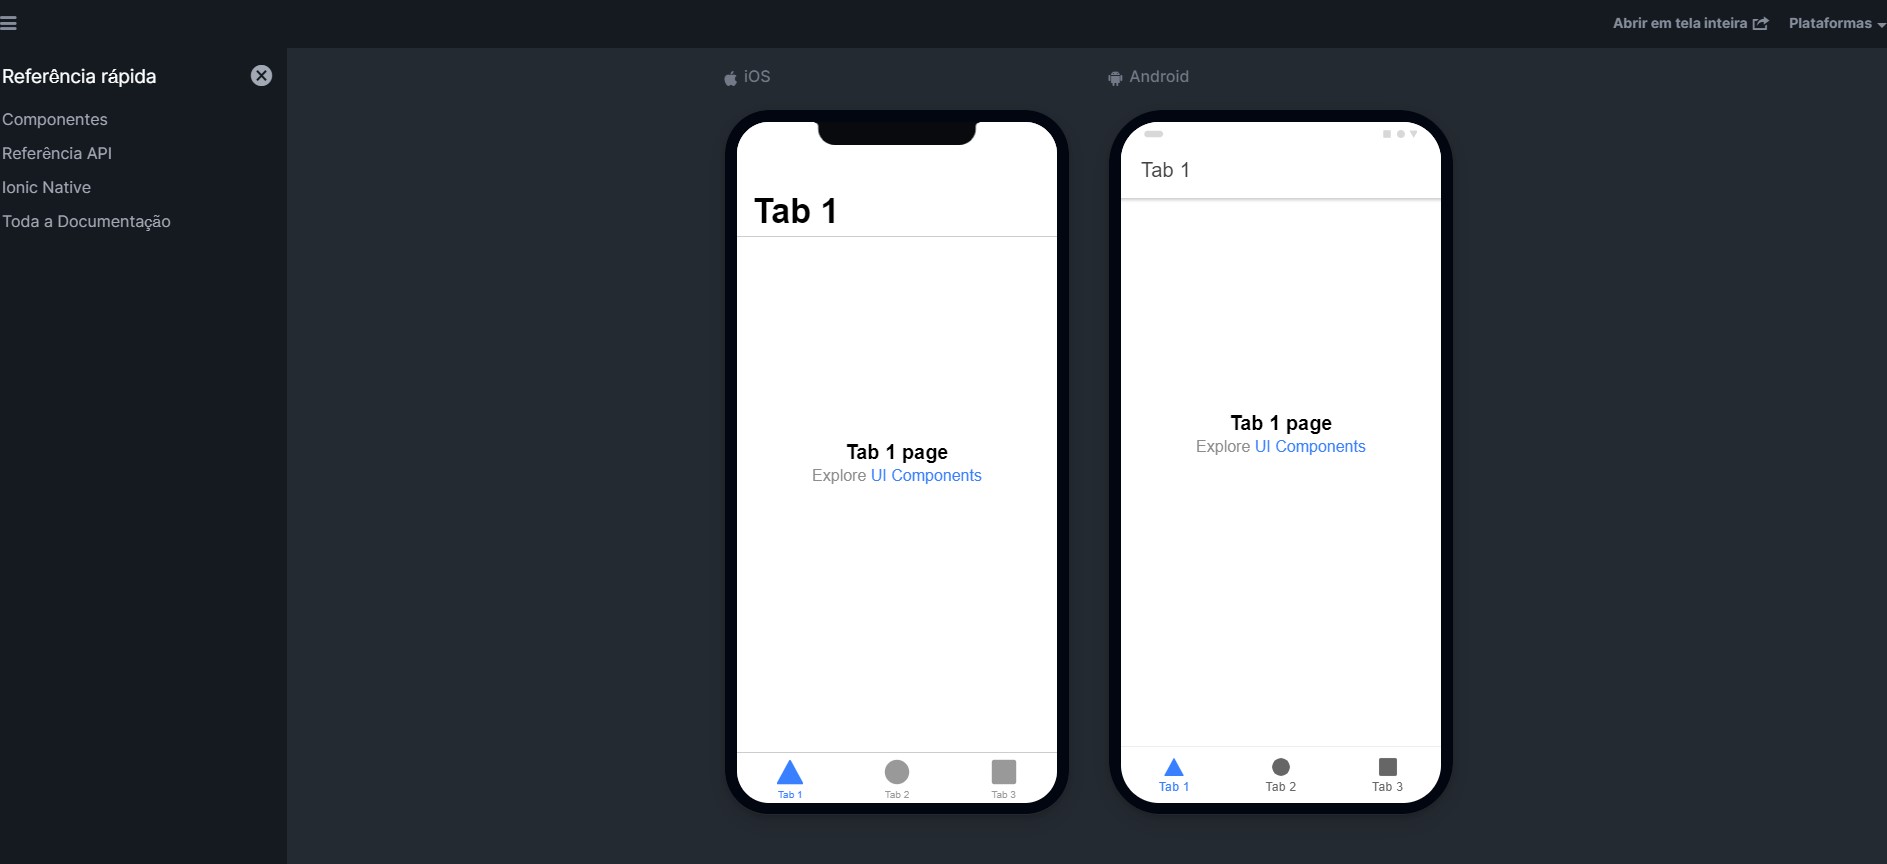 Abrir em tela inteira
Plataformas
Referência rápida
Componentes
Referência API
Ionic Native
Toda a Documentação
iOS
Tab 1
Tab 1 page
Explore UI Components
Tab 1
Tab 2
Tab 3
Android
Tab 1
Tab 1 page
Explore UI Components
Tab 1
Tab 2
Tab 3